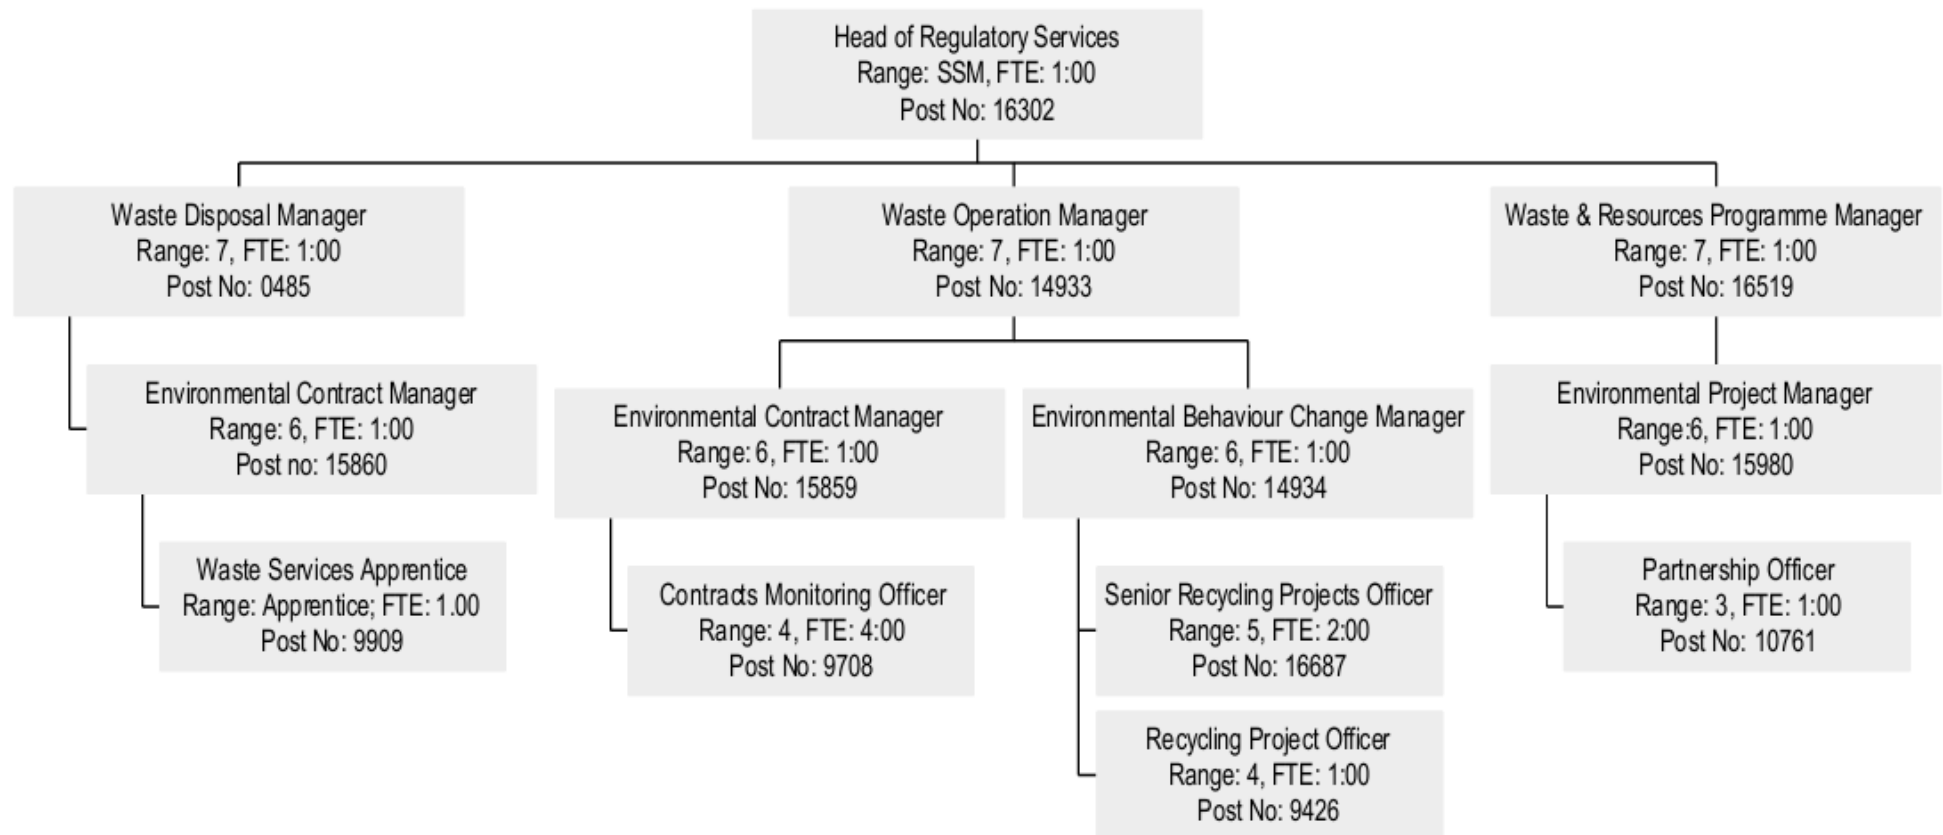 Head of Regulatory Services
Range: SSM, FTE: 1:00
Post No: 16302
Waste Disposal Manager
Range: 7, FTE: 1:00
Post No: 0485
Waste Operation Manager
Range: 7, FTE: 1:00
Post No: 14933
Waste & Resources Programme Manager
Range: 7, FTE: 1:00
Post No: 16519
Environmental Contract Manager
Range: 6, FTE: 1:00
Post no: 15860
Environmental Contract Manager
Range: 6, FTE: 1:00
Post No: 15859
Environmental Behaviour Change Manager
Range: 6, FTE: 1:00
Post No: 14934
Environmental Project Manager
Range:6, FTE: 1:00
Post No: 15980
Waste Services Apprentice
Range: Apprentice; FTE: 1.00
Post No: 9909
Contracts Monitoring Officer
Range: 4, FTE: 4:00
Post No: 9708
Senior Recycling Projects Officer
Range: 5, FTE: 2:00
Post No: 16687
Partnership Officer
Range: 3, FTE: 1:00
Post No: 10761
Recycling Project Officer
Range: 4, FTE: 1:00
Post No: 9426